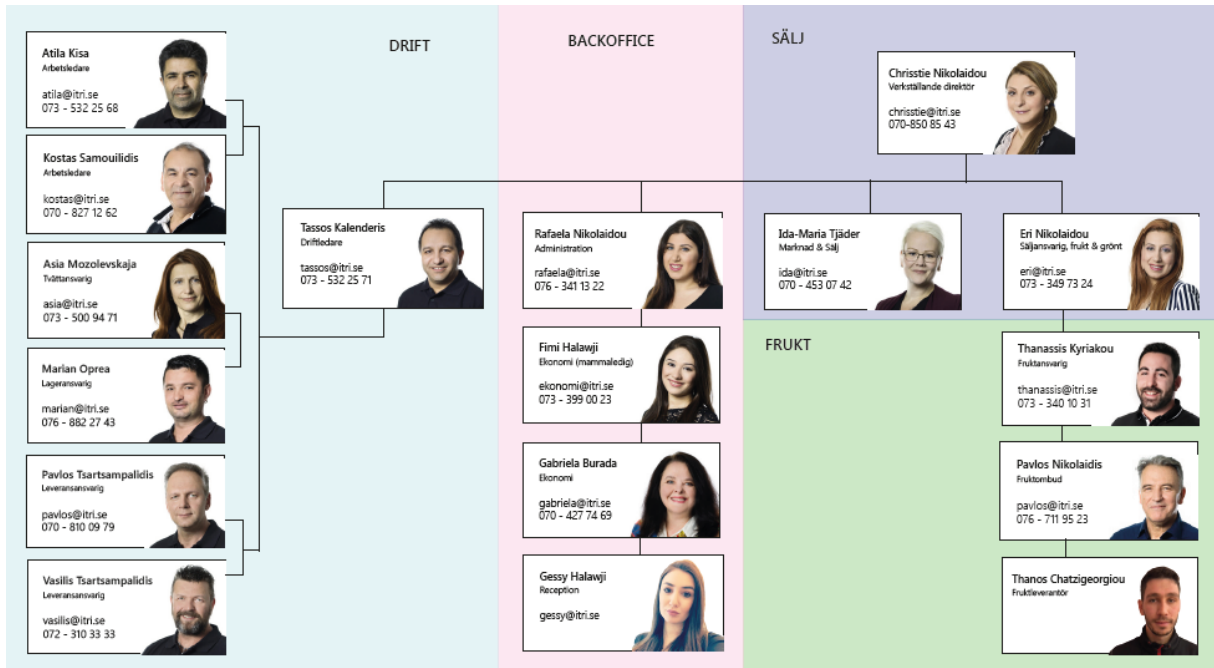 DRIFT
Atila Kisa
Arbetsledare
atila@itri.se
073 - 532 25 68
Kostas Samouilidis
Arbetsledare
kostas@itri.se
070 - 827 12 62
Asia Mozolevskaja
Tvättansvarig
asia@itri.se
073 - 500 94 71
Marian Oprea
Lageransvarig
marian@itri.se
076 - 882 27 43
Pavlos Tsartsampalidis
Leveransansvarig
pavlos@itri.se
070 - 810 09 79
Vasilis Tsartsampalidis
Leveransansvarig
vasilis@itri.se
072 - 310 33 33
Tassos Kalenderis
Driftledare
tassos@itri.se
073 - 532 25 71
BACKOFFICE
Rafaela Nikolaidou
Administration
rafaela@itri.se
076 - 341 13 22
Fimi Halawji
Ekonomi (mammaledig)
ekonomi@itri.se
073 - 399 00 23
Gabriela Burada
Ekonomi
gabriela@itri.se
070 - 427 74 69
Gessy Halawji
Reception
gessy@itri.se
SÄLJ
Chrisstie Nikolaidou
Verkställande direktör
chrisstie@itri.se
070-850 85 43
Ida-Maria Tjäder
Marknad & Sälj
ida@itri.se
070 - 453 07 42
Eri Nikolaidou
Säljansvarig, frukt & grönt
eri@itri.se
073 - 349 73 24
FRUKT
Thanassis Kyriakou
Fruktansvarig
thanassis@itri.se
073 - 340 10 31
Pavlos Nikolaidis
Fruktombud
pavlos@itri.se
076 - 711 95 23
Thanos Chatzigeorgiou
Fruktleverantör